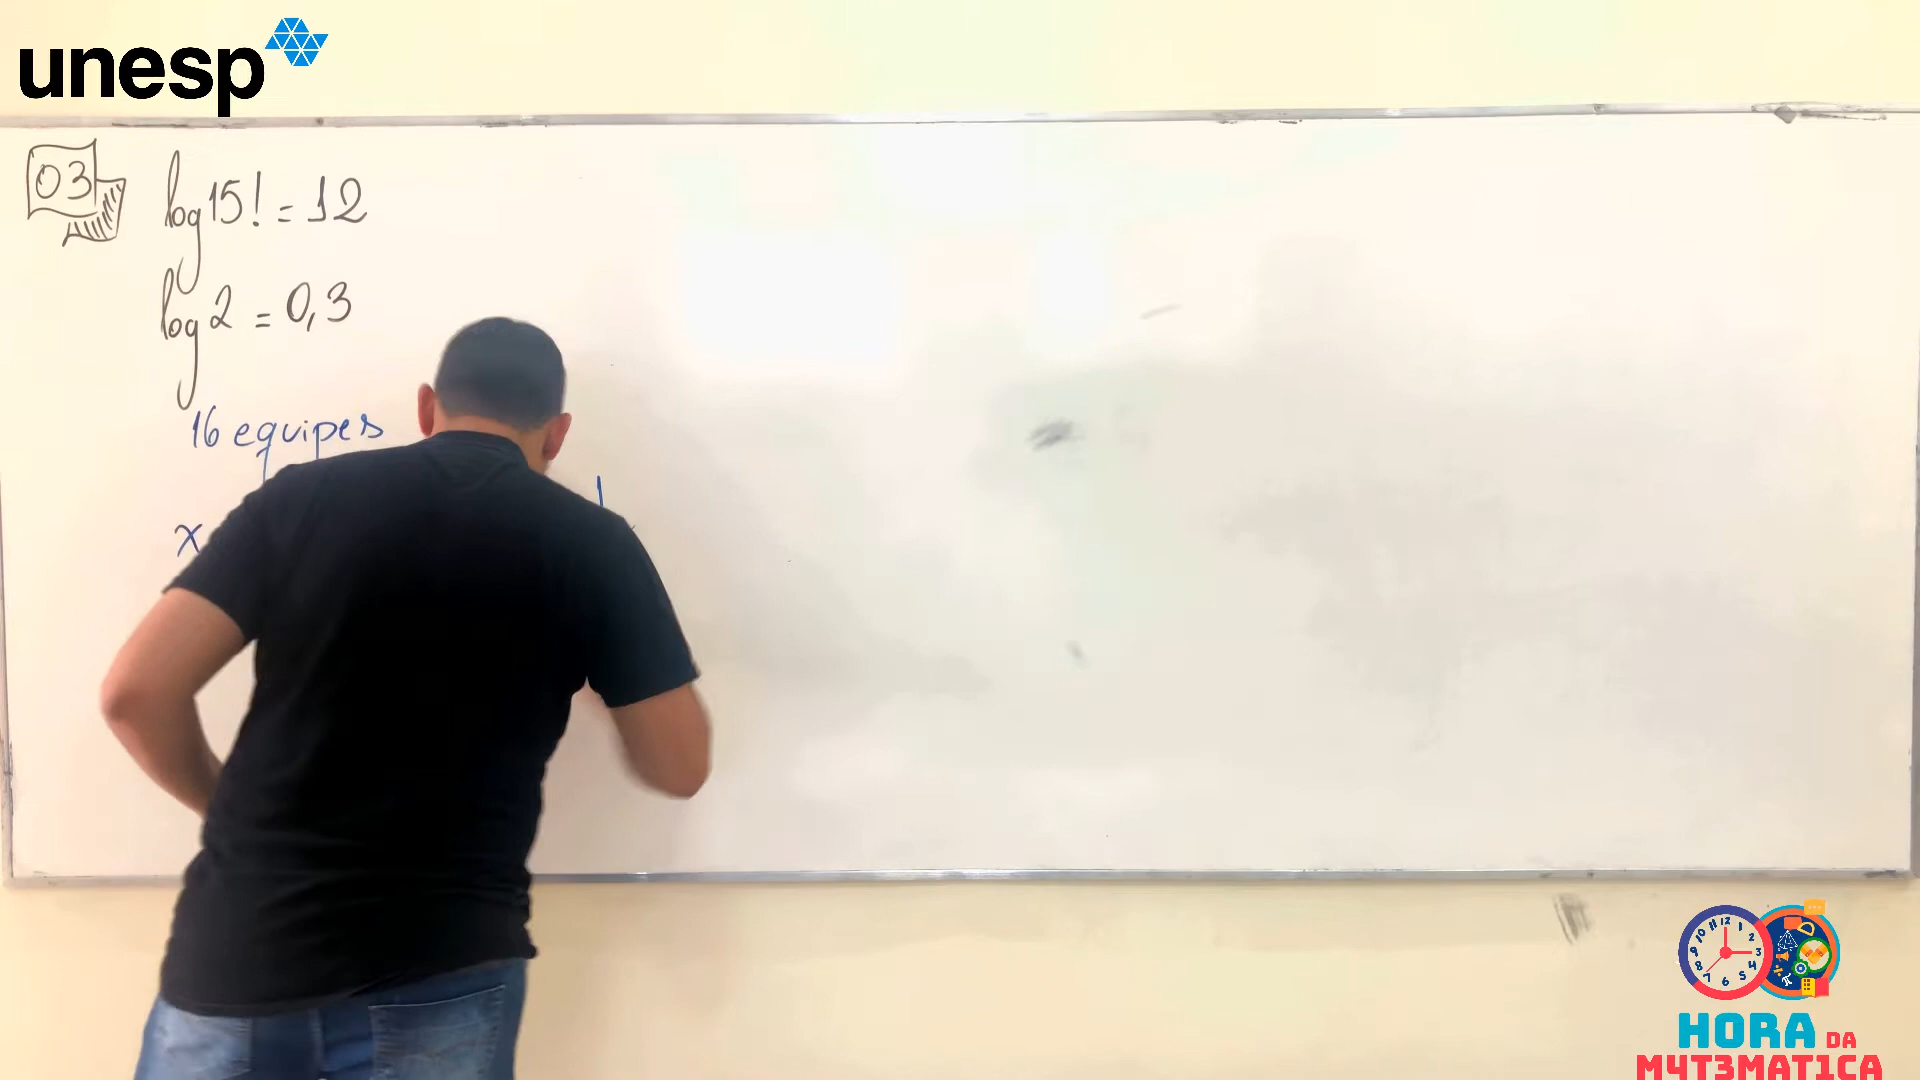 unesp
03
log 15! = 12
log 2 = 0,3
16 equipes
x
HORA DA
M4T3MAT1CA